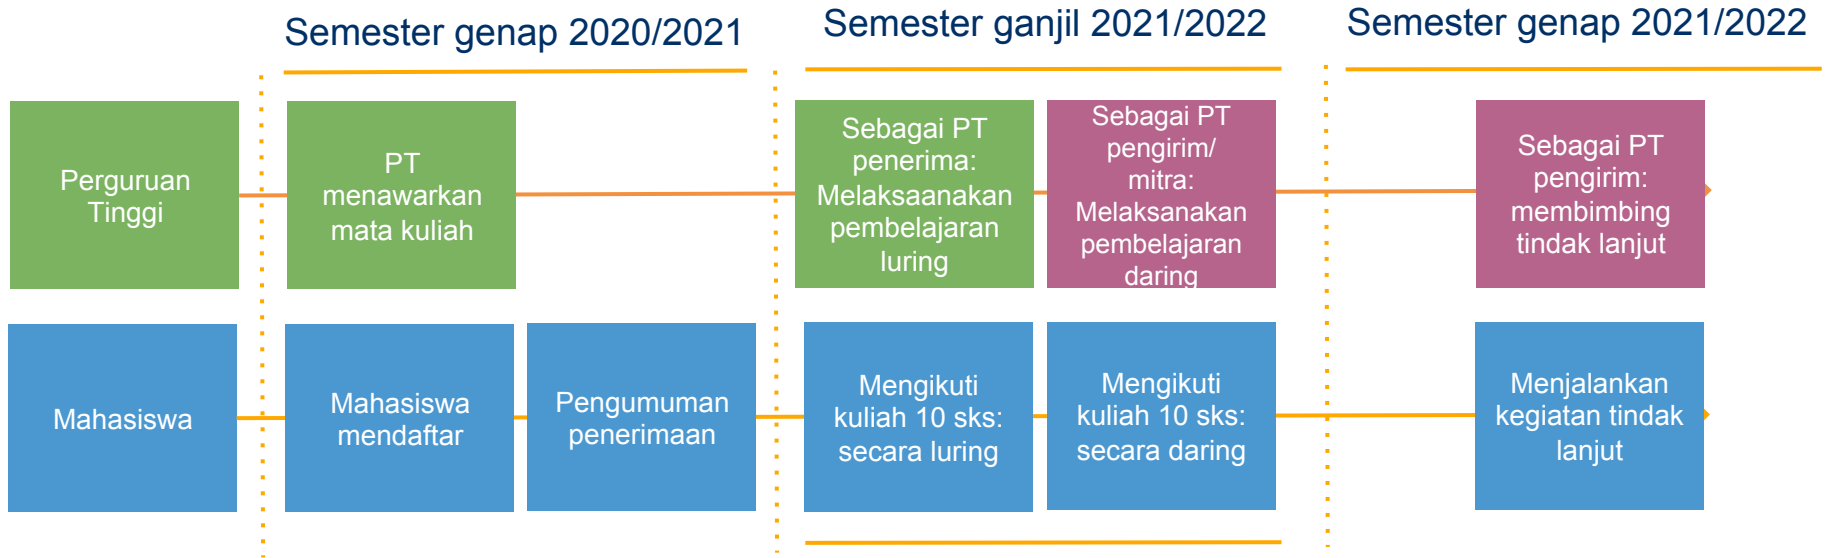 Semester genap 2020/2021
Semester ganjil 2021/2022
Semester genap 2021/2022
Perguruan
Tinggi
PT
menawarkan
mata kuliah
Sebagai PT
penerima:
Melaksaanakan
pembelajaran
luring
Sebagai PT
pengirim/
mitra:
Melaksanakan
pembelajaran
daring
Sebagai PT
pengirim:
membimbing
tindak lanjut
Mahasiswa
Mahasiswa
mendaftar
Pengumuman
penerimaan
Mengikuti
kuliah 10 sks:
secara luring
Mengikuti
kuliah 10 sks:
secara daring
Menjalankan
kegiatan tindak
lanjut